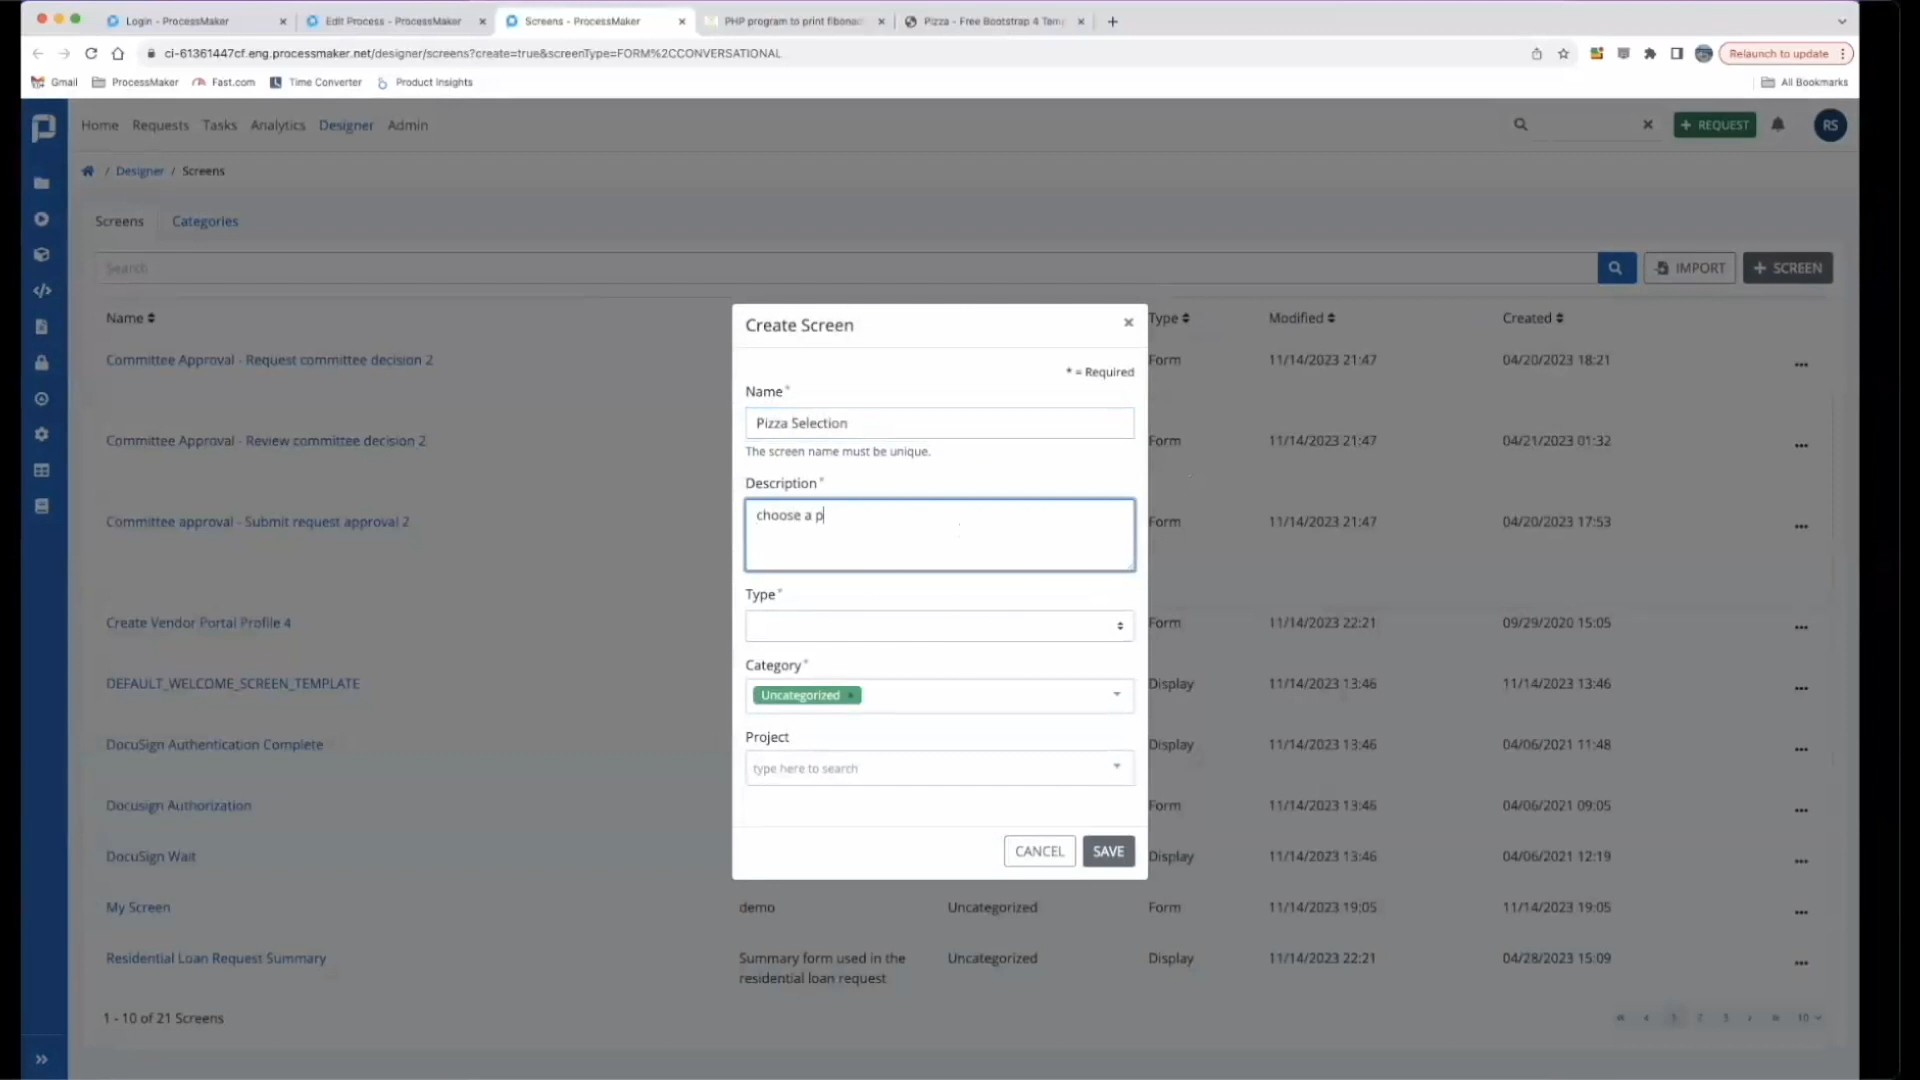 Login - ProcessMaker
Edit Process - ProcessMaker
Screens - ProcessMaker
PHP program to print fibonac
Pizza - Free Bootstrap 4 Tem
ci-61361447cf.eng.processmaker.net/designer/screens?create=true&screenType=FORM%2CCONVERSATIONAL
Relaunch to update
Gmail ProcessMaker Fast.com Time Converter Product Insights All Bookmarks
Home Requests Tasks Analytics Designer Admin
+ REQUEST RS
/ Designer / Screens
Screens Categories
Search IMPORT + SCREEN
Name Type Modified Created
Committee Approval - Request committee decision 2 Form 11/14/2023 21:47 04/20/2023 18:21
Committee Approval - Review committee decision 2 Form 11/14/2023 21:47 04/21/2023 01:32
Committee approval - Submit request approval 2 Form 11/14/2023 21:47 04/20/2023 17:53
Create Vendor Portal Profile 4 Form 11/14/2023 22:21 09/29/2020 15:05
DEFAULT_WELCOME_SCREEN_TEMPLATE Display 11/14/2023 13:46 11/14/2023 13:46
DocuSign Authentication Complete Display 11/14/2023 13:46 04/06/2021 11:48
Docusign Authorization Form 11/14/2023 13:46 04/06/2021 09:05
DocuSign Wait Display 11/14/2023 13:46 04/06/2021 12:19
My Screen demo Uncategorized Form 11/14/2023 19:05 11/14/2023 19:05
Residential Loan Request Summary Summary form used in the Uncategorized Display 11/14/2023 22:21 04/28/2023 15:09
residential loan request
1 - 10 of 21 Screens
1 2 3 10
Create Screen
* = Required
Name *
Pizza Selection
The screen name must be unique.
Description *
choose a p
Type *
Category *
Uncategorized
Project
type here to search
CANCEL SAVE